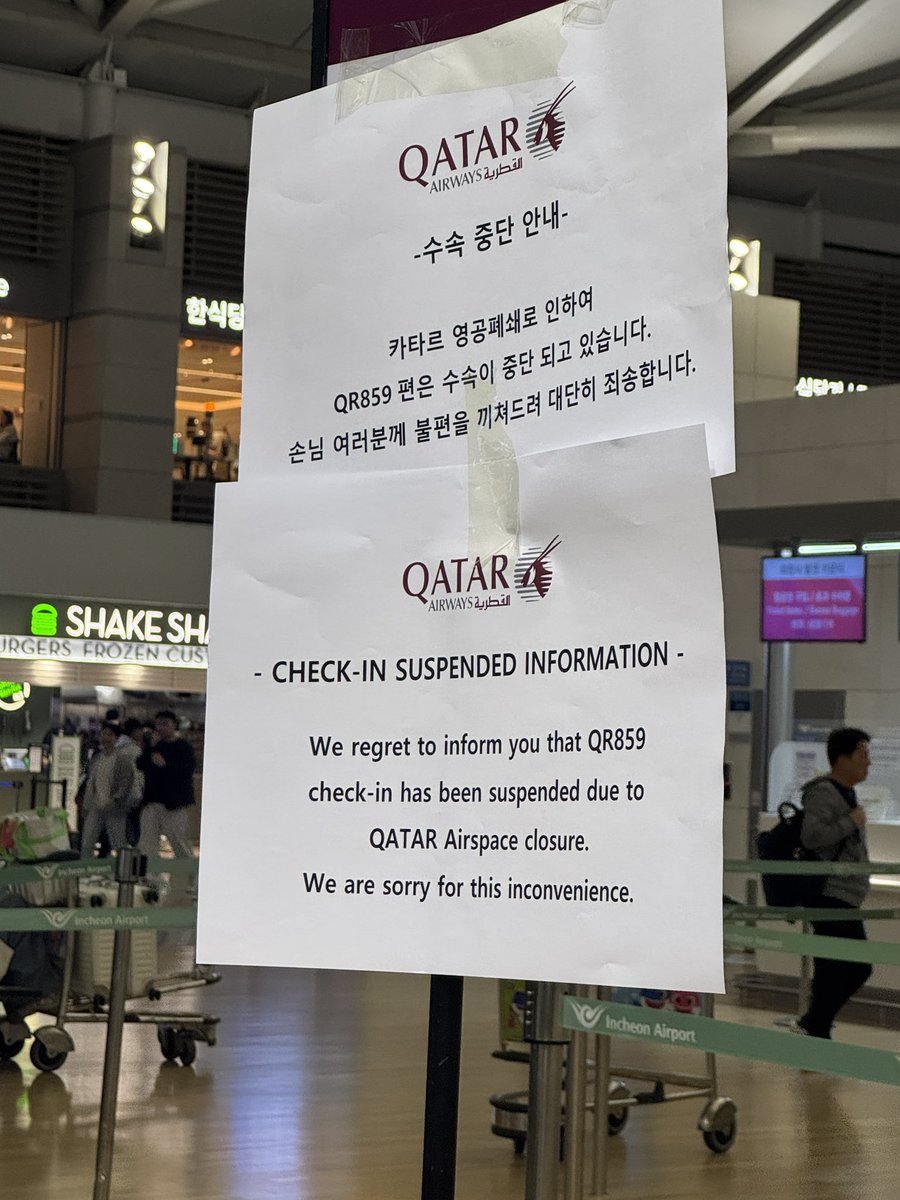 QATAR
AIRWAYS القطرية
-수속 중단 안내-
카타르 영공폐쇄로 인하여
QR859 편은 수속이 중단 되고 있습니다.
손님 여러분께 불편을 끼쳐드려 대단히 죄송합니다.
QATAR
AIRWAYS القطرية
- CHECK-IN SUSPENDED INFORMATION -
We regret to inform you that QR859
check-in has been suspended due to
QATAR Airspace closure.
We are sorry for this inconvenience.
한식당
SHAKE SHA
URGERS FROZEN CUST
Incheon Airport
Incheon Airport
Incheon Airport